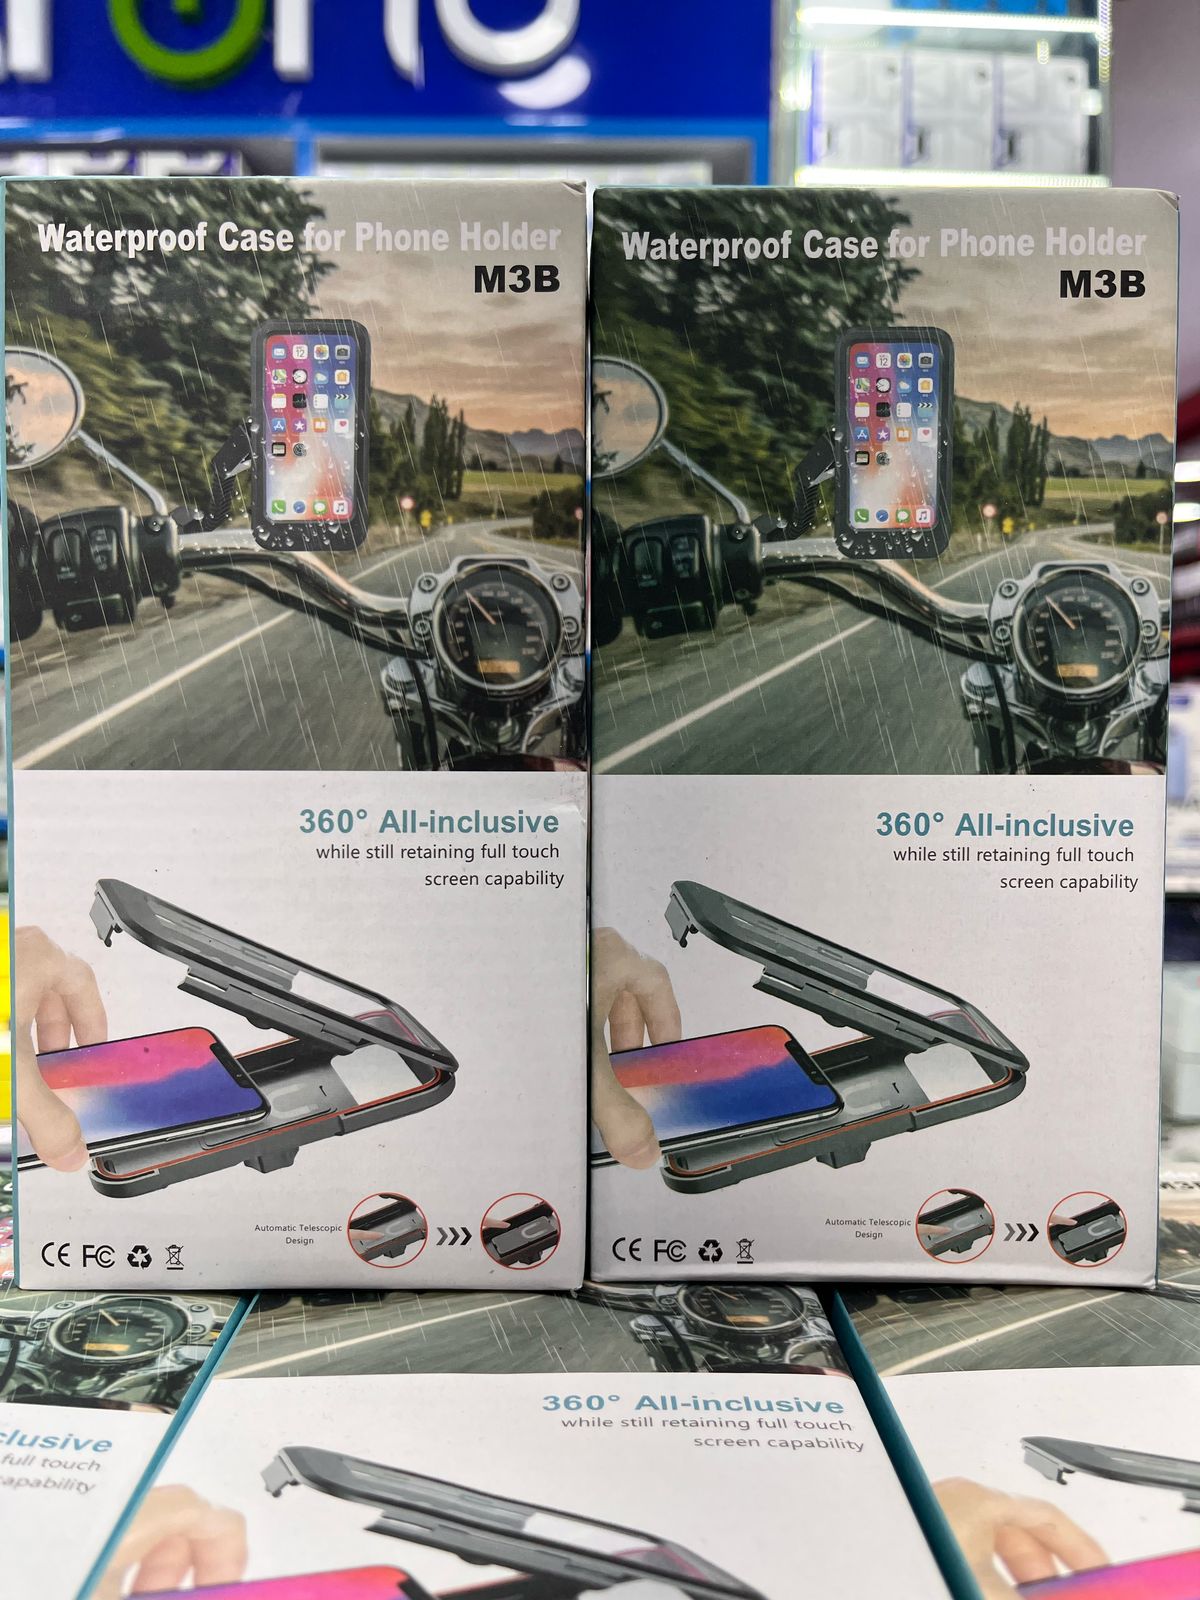 Waterproof Case for Phone Holder
M3B
360° All-inclusive
while still retaining full touch
screen capability
Automatic Telescopic
Design
CE FC
Waterproof Case for Phone Holder
M3B
360° All-inclusive
while still retaining full touch
screen capability
Automatic Telescopic
Design
CE FC
clusive
full touch
apability
360° All-inclusive
while still retaining full touch
screen capability